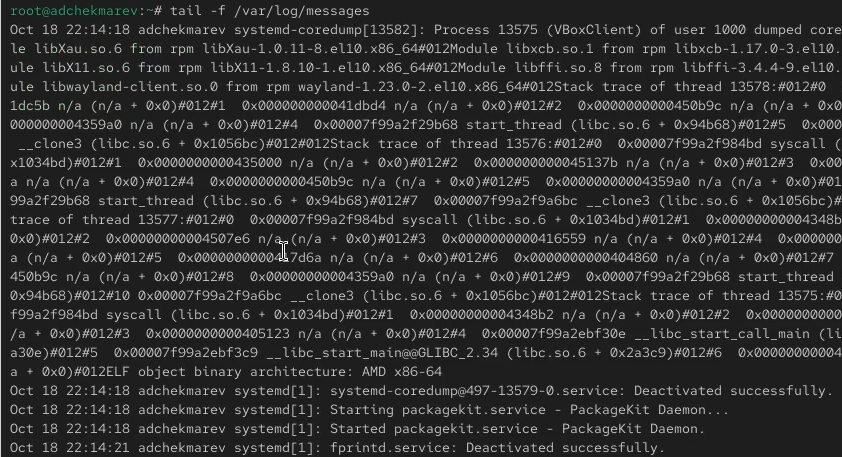 root@adchekmarev:~# tail -f /var/log/messages
Oct 18 22:14:18 adchekmarev systemd-coredump[13582]: Process 13575 (VBoxClient) of user 1000 dumped core.
le libXau.so.6 from rpm libXau-1.0.11-8.el10.x86_64#012Module libxcb.so.1 from rpm libxcb-1.17.0-3.el10.
ule libX11.so.6 from rpm libX11-1.8.10-1.el10.x86_64#012Module libffi.so.8 from rpm libffi-3.4.4-9.el10.
ule libwayland-client.so.0 from rpm wayland-1.23.0-2.el10.x86_64#012Stack trace of thread 13578:#012#0
1dc5b n/a (n/a + 0x0)#012#1  0x000000000041dbd4 n/a (n/a + 0x0)#012#2  0x0000000000450b9c n/a (n/a + 0x0
000000004359a0 n/a (n/a + 0x0)#012#4  0x00007f99a2f29b68 start_thread (libc.so.6 + 0x94b68)#012#5  0x000
__clone3 (libc.so.6 + 0x1056bc)#012#012Stack trace of thread 13576:#012#0  0x00007f99a2f984bd syscall (
x1034bd)#012#1  0x0000000000435000 n/a (n/a + 0x0)#012#2  0x000000000045137b n/a (n/a + 0x0)#012#3  0x00
a n/a (n/a + 0x0)#012#4  0x0000000000450b9c n/a (n/a + 0x0)#012#5  0x00000000004359a0 n/a (n/a + 0x0)#01
99a2f29b68 start_thread (libc.so.6 + 0x94b68)#012#7  0x00007f99a2f9a6bc __clone3 (libc.so.6 + 0x1056bc)#
trace of thread 13577:#012#0  0x00007f99a2f984bd syscall (libc.so.6 + 0x1034bd)#012#1  0x00000000004348b
0x0)#012#2  0x00000000004507e6 n/a (n/a + 0x0)#012#3  0x0000000000416559 n/a (n/a + 0x0)#012#4  0x000000
a (n/a + 0x0)#012#5  n/a (n/a + 0x0)#012#6  0x0000000000404860 n/a (n/a + 0x0)#012#7
450b9c n/a (n/a + 0x0)#012#8  0x00000000004359a0 n/a (n/a + 0x0)#012#9  0x00007f99a2f29b68 start_thread
0x94b68)#012#10 0x00007f99a2f9a6bc __clone3 (libc.so.6 + 0x1056bc)#012#012Stack trace of thread 13575:#0
f99a2f984bd syscall (libc.so.6 + 0x1034bd)#012#1  0x00000000004348b2 n/a (n/a + 0x0)#012#2  0x0000000000
/a + 0x0)#012#3  0x0000000000405123 n/a (n/a + 0x0)#012#4  0x00007f99a2ebf30e __libc_start_call_main (li
a30e)#012#5  0x00007f99a2ebf3c9 __libc_start_main@@GLIBC_2.34 (libc.so.6 + 0x2a3c9)#012#6  0x00000000004
a + 0x0)#012ELF object binary architecture: AMD x86-64
Oct 18 22:14:18 adchekmarev systemd[1]: systemd-coredump@497-13579-0.service: Deactivated successfully.
Oct 18 22:14:18 adchekmarev systemd[1]: Starting packagekit.service - PackageKit Daemon...
Oct 18 22:14:18 adchekmarev systemd[1]: Started packagekit.service - PackageKit Daemon.
Oct 18 22:14:21 adchekmarev systemd[1]: fprintd.service: Deactivated successfully.